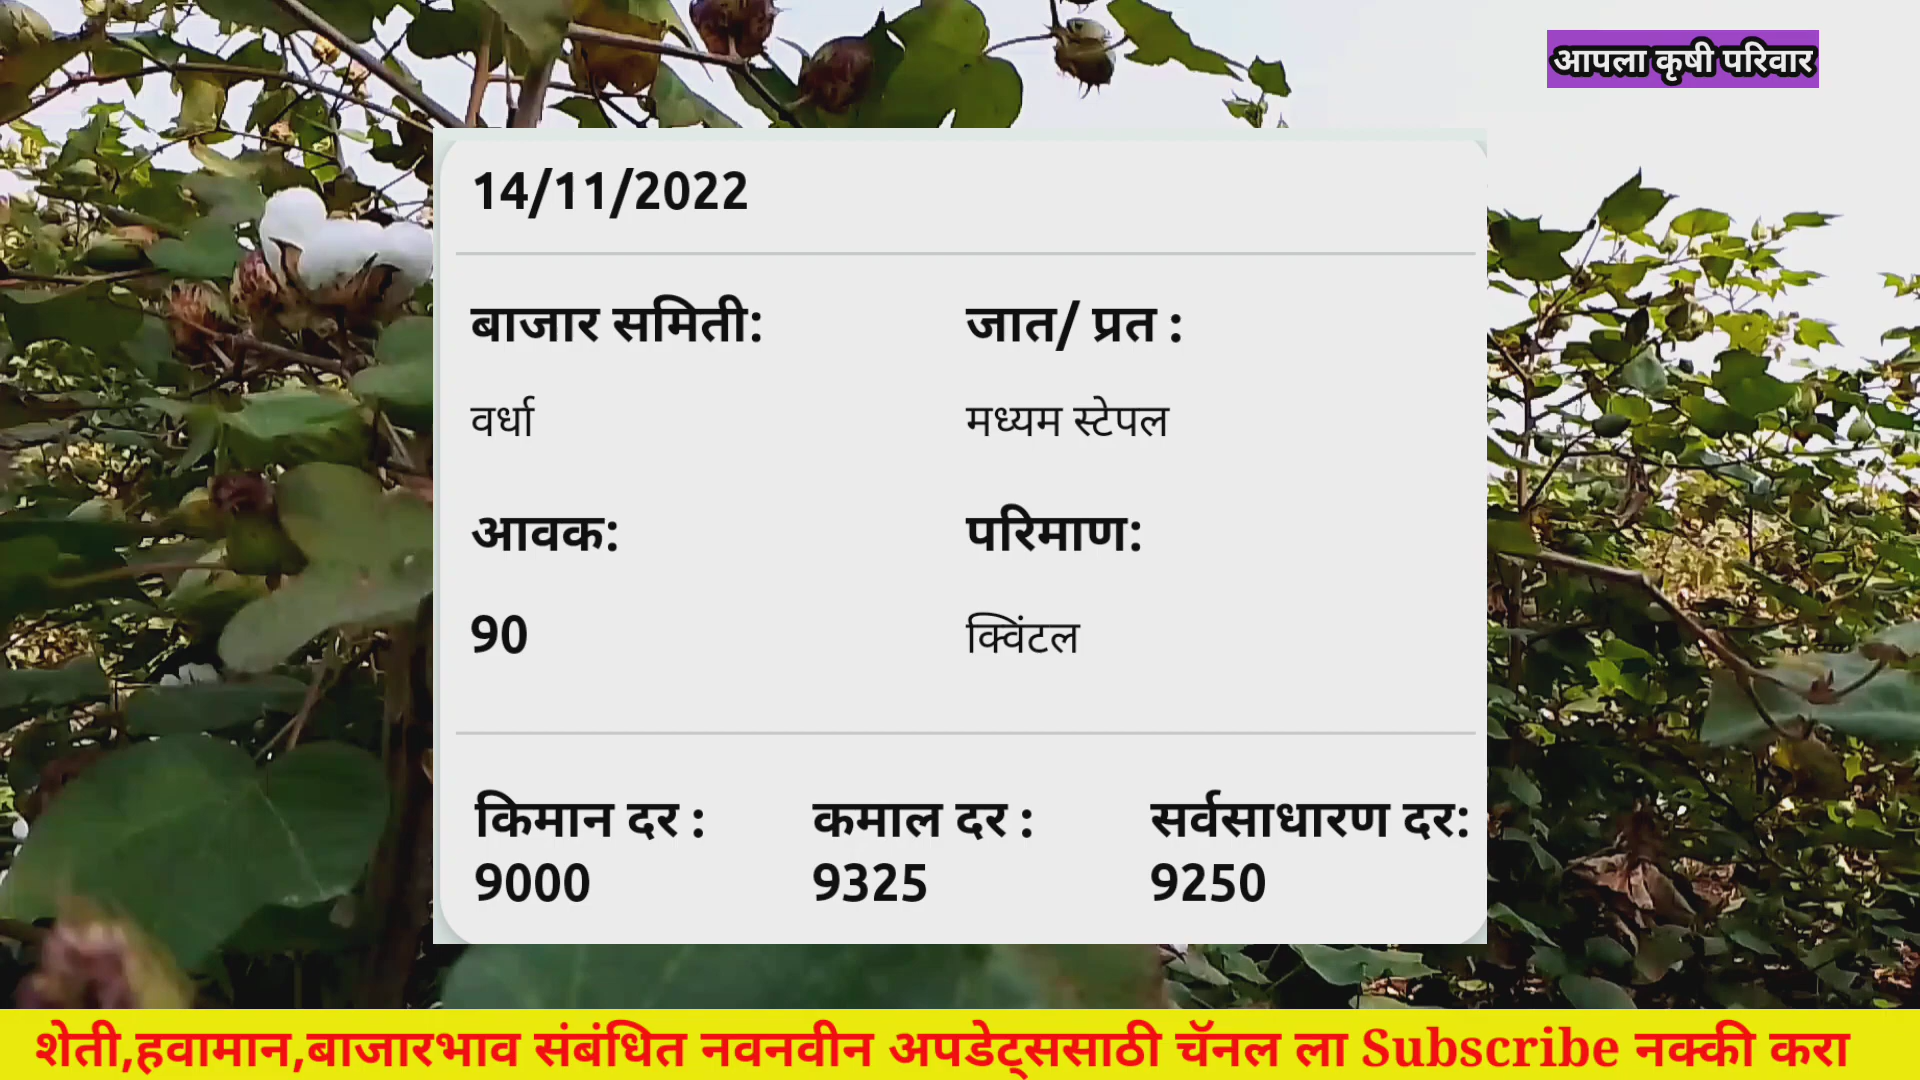 आपला कृषी परिवार
14/11/2022
बाजार समिती: जात/ प्रत :
वर्धा मध्यम स्टेपल
आवक: परिमाण:
90 क्विंटल
किमान दर : कमाल दर : सर्वसाधारण दर:
9000 9325 9250
शेती,हवामान,बाजारभाव संबंधित नवनवीन अपडेट्ससाठी चॅनल ला Subscribe नक्की करा